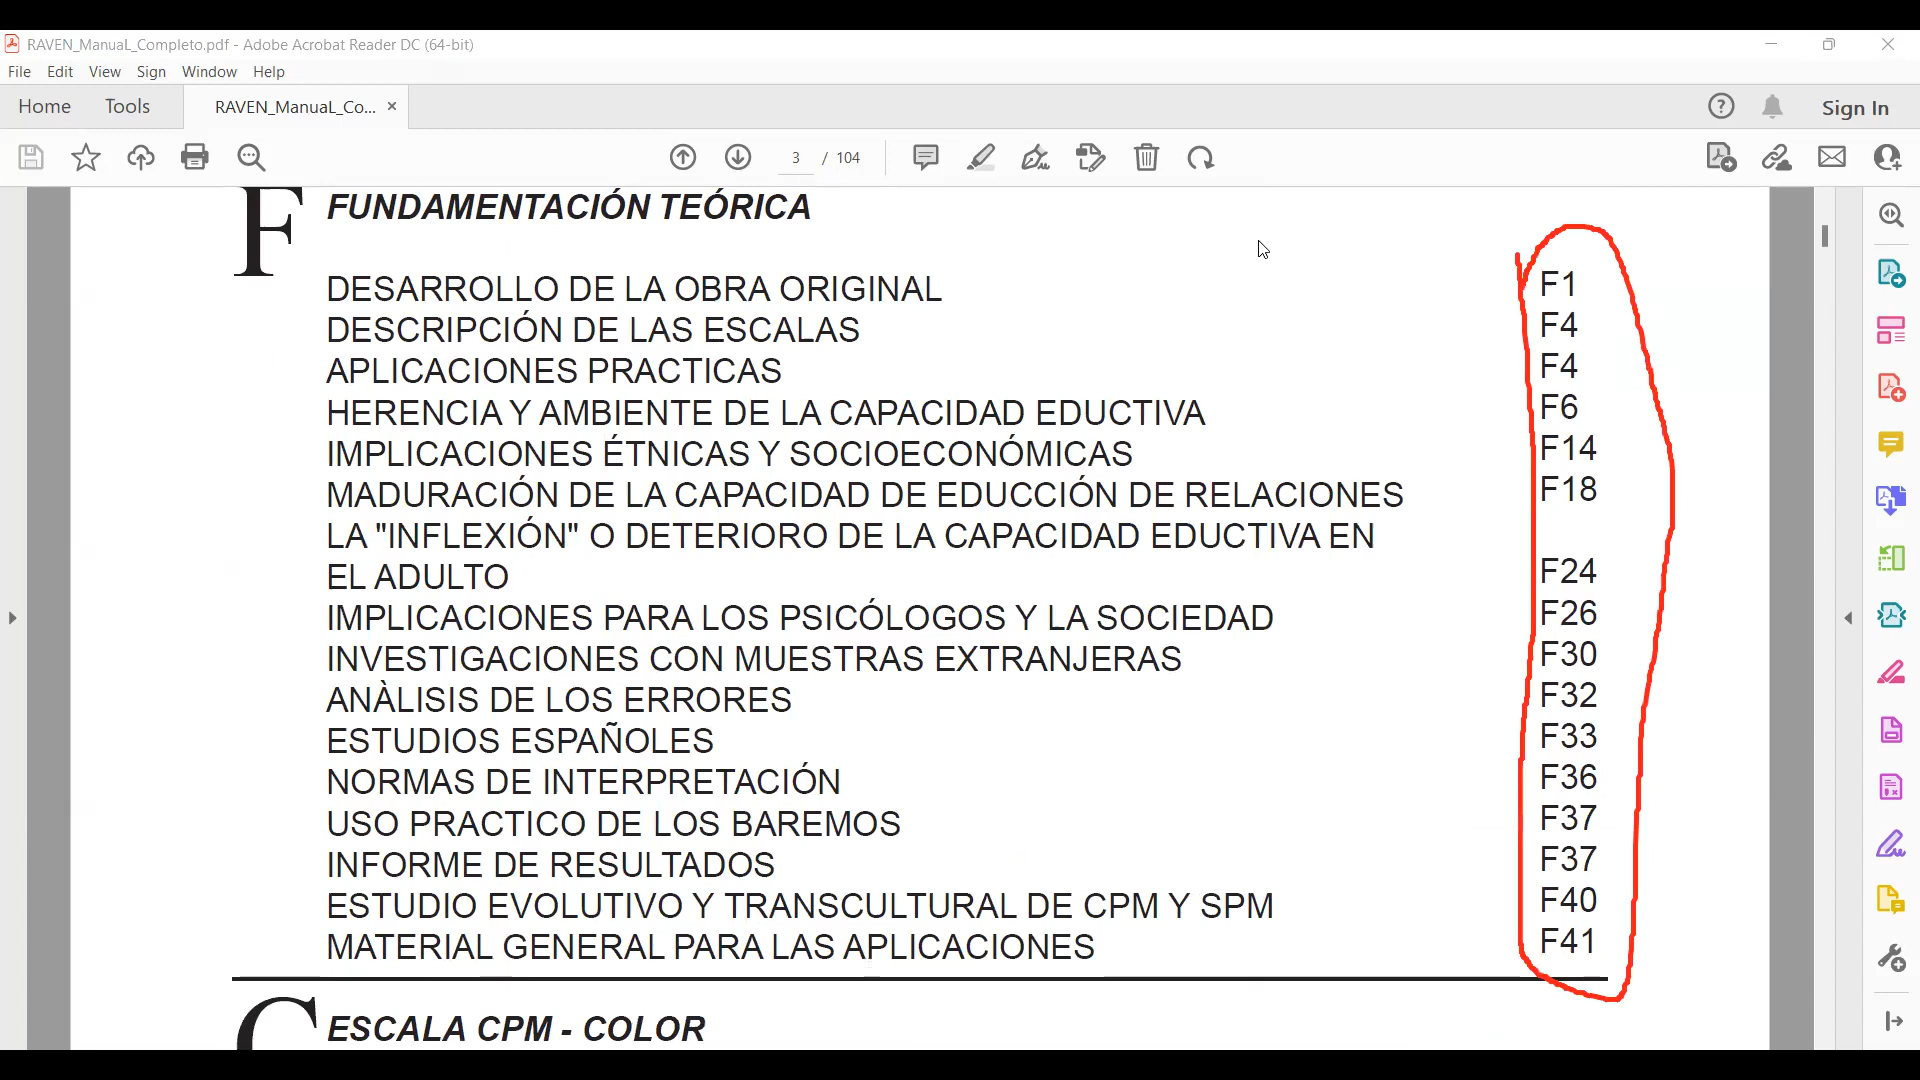 RAVEN_ManuaL_Completo.pdf - Adobe Acrobat Reader DC (64-bit)
File Edit View Sign Window Help
Home Tools RAVEN_ManuaL_Co... Sign In
3 / 104
F FUNDAMENTACIÓN TEÓRICA
DESARROLLO DE LA OBRA ORIGINAL F1
DESCRIPCIÓN DE LAS ESCALAS F4
APLICACIONES PRACTICAS F4
HERENCIA Y AMBIENTE DE LA CAPACIDAD EDUCTIVA F6
IMPLICACIONES ÉTNICAS Y SOCIOECONÓMICAS F14
MADURACIÓN DE LA CAPACIDAD DE EDUCCIÓN DE RELACIONES F18
LA "INFLEXIÓN" O DETERIORO DE LA CAPACIDAD EDUCTIVA EN
EL ADULTO F24
IMPLICACIONES PARA LOS PSICÓLOGOS Y LA SOCIEDAD F26
INVESTIGACIONES CON MUESTRAS EXTRANJERAS F30
ANÀLISIS DE LOS ERRORES F32
ESTUDIOS ESPAÑOLES F33
NORMAS DE INTERPRETACIÓN F36
USO PRACTICO DE LOS BAREMOS F37
INFORME DE RESULTADOS F37
ESTUDIO EVOLUTIVO Y TRANSCULTURAL DE CPM Y SPM F40
MATERIAL GENERAL PARA LAS APLICACIONES F41
C ESCALA CPM - COLOR